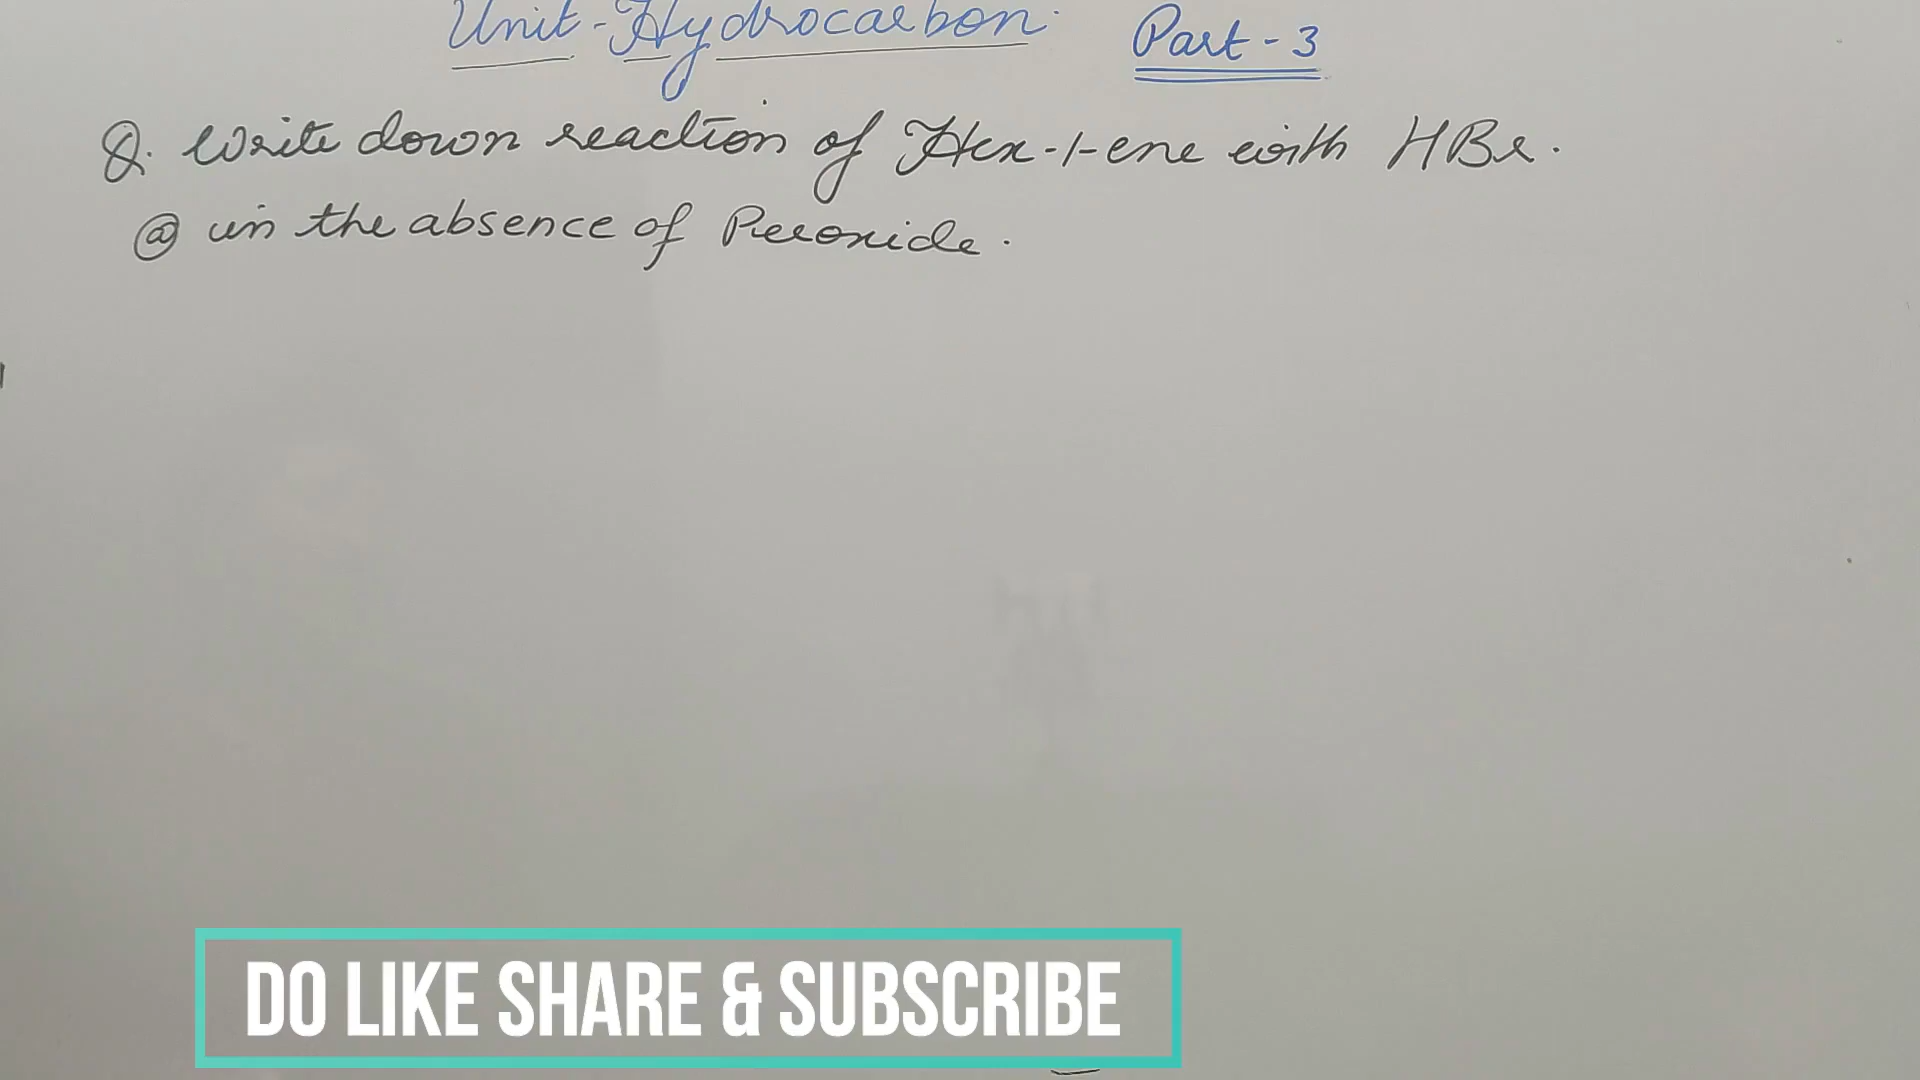 Unit-Hydrocarbon. Part-3
Q. Write down reaction of Hex-1-ene with HBr.
@ in the absence of Peroxide.
DO LIKE SHARE & SUBSCRIBE